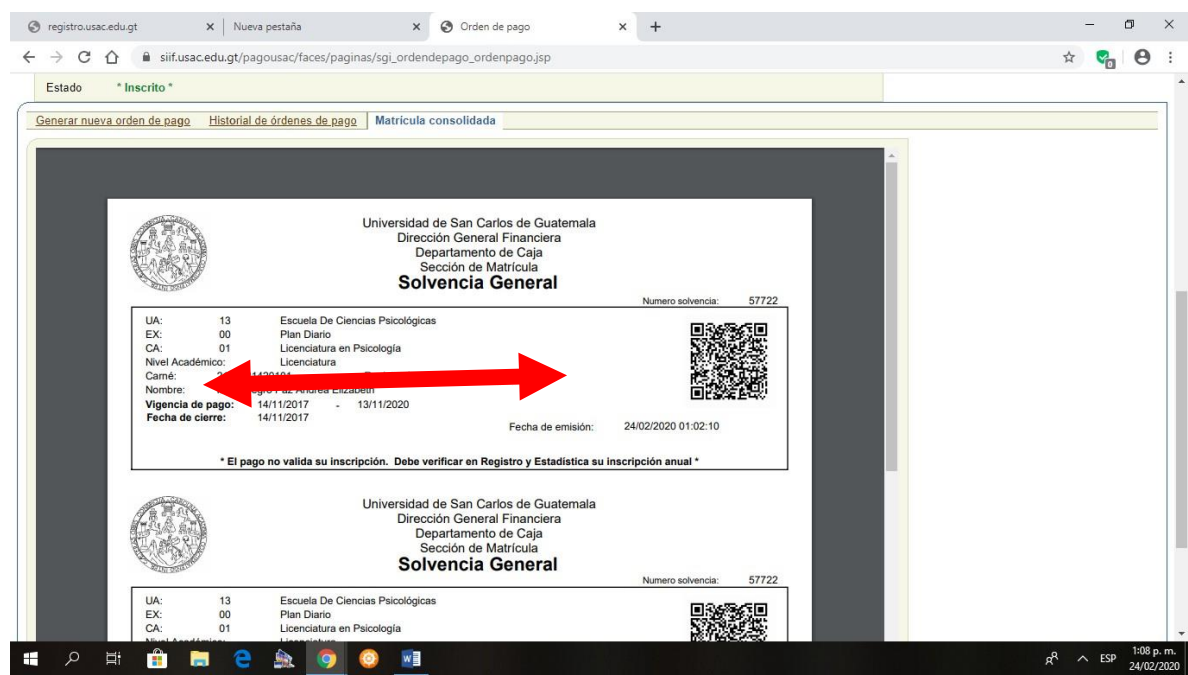 registro.usac.edu.gt
Nueva pestaña
Orden de pago
siif.usac.edu.gt/pagousac/faces/paginas/sgi_ordendepago_ordenpago.jsp
Estado * Inscrito *
Generar nueva orden de pago Historial de órdenes de pago Matrícula consolidada
Universidad de San Carlos de Guatemala
Dirección General Financiera
Departamento de Caja
Sección de Matrícula
Solvencia General
Numero solvencia: 57722
UA: 13 Escuela De Ciencias Psicológicas
EX: 00 Plan Diario
CA: 01 Licenciatura en Psicología
Nivel Académico: Licenciatura
Carné:
Nombre: Paz Andrea Elizabeth
Vigencia de pago: 14/11/2017 - 13/11/2020
Fecha de cierre: 14/11/2017
Fecha de emisión: 24/02/2020 01:02:10
* El pago no valida su inscripción. Debe verificar en Registro y Estadística su inscripción anual *
Universidad de San Carlos de Guatemala
Dirección General Financiera
Departamento de Caja
Sección de Matrícula
Solvencia General
Numero solvencia: 57722
UA: 13 Escuela De Ciencias Psicológicas
EX: 00 Plan Diario
CA: 01 Licenciatura en Psicología
Nivel Académico: Licenciatura
ESP
1:08 p. m.
24/02/2020